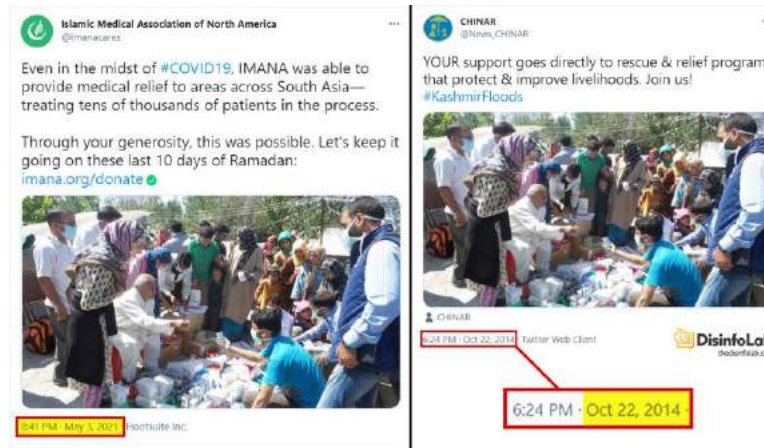 Islamic Medical Association of North America
@imanacares
Even in the midst of #COVID19, IMANA was able to
provide medical relief to areas across South Asia—
treating tens of thousands of patients in the process.
Through your generosity, this was possible. Let's keep it
going on these last 10 days of Ramadan:
imana.org/donate
8:41 PM · May 3, 2021 · Hootsuite Inc.
CHINAR
@News_CHINAR
YOUR support goes directly to rescue & relief program
that protect & improve livelihoods. Join us!
#KashmirFloods
CHINAR
6:24 PM · Oct 22, 2014 · Twitter Web Client
DisinfoLa
6:24 PM · Oct 22, 2014 ·